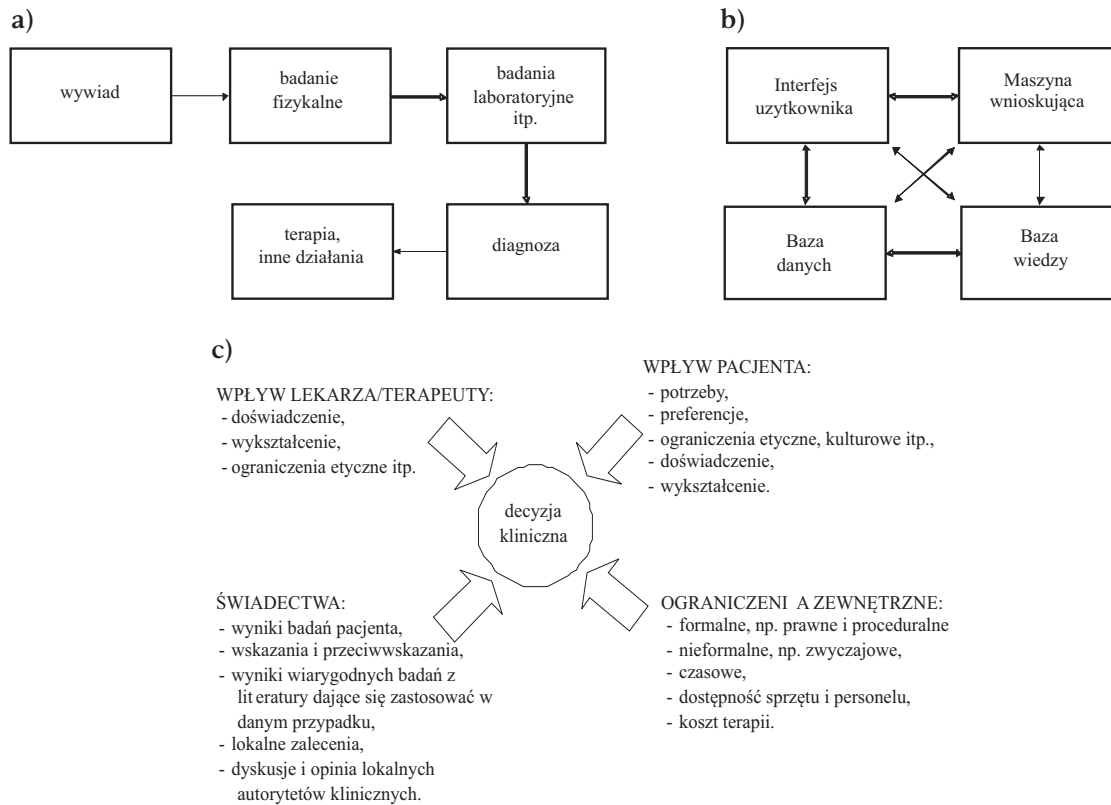 a)
wywiad
badanie
fizykalne
badania
laboratoryjne
itp.
terapia,
inne działania
diagnoza
b)
Interfejs
uzytkownika
Maszyna
wnioskująca
Baza
danych
Baza
wiedzy
c)
WPŁYW LEKARZA/TERAPEUTY:
- doświadczenie,
- wykształcenie,
- ograniczenia etyczne itp.
WPŁYW PACJENTA:
- potrzeby,
- preferencje,
- ograniczenia etyczne, kulturowe itp.,
- doświadczenie,
- wykształcenie.
decyzja
kliniczna
ŚWIADECTWA:
- wyniki badań pacjenta,
- wskazania i przeciwwskazania,
- wyniki wiarygodnych badań z
lit eratury dające się zastosować w
danym przypadku,
- lokalne zalecenia,
- dyskusje i opinia lokalnych
autorytetów klinicznych.
OGRANICZENI A ZEWNĘTRZNE:
- formalne, np. prawne i proceduralne
- nieformalne, np. zwyczajowe,
- czasowe,
- dostępność sprzętu i personelu,
- koszt terapii.